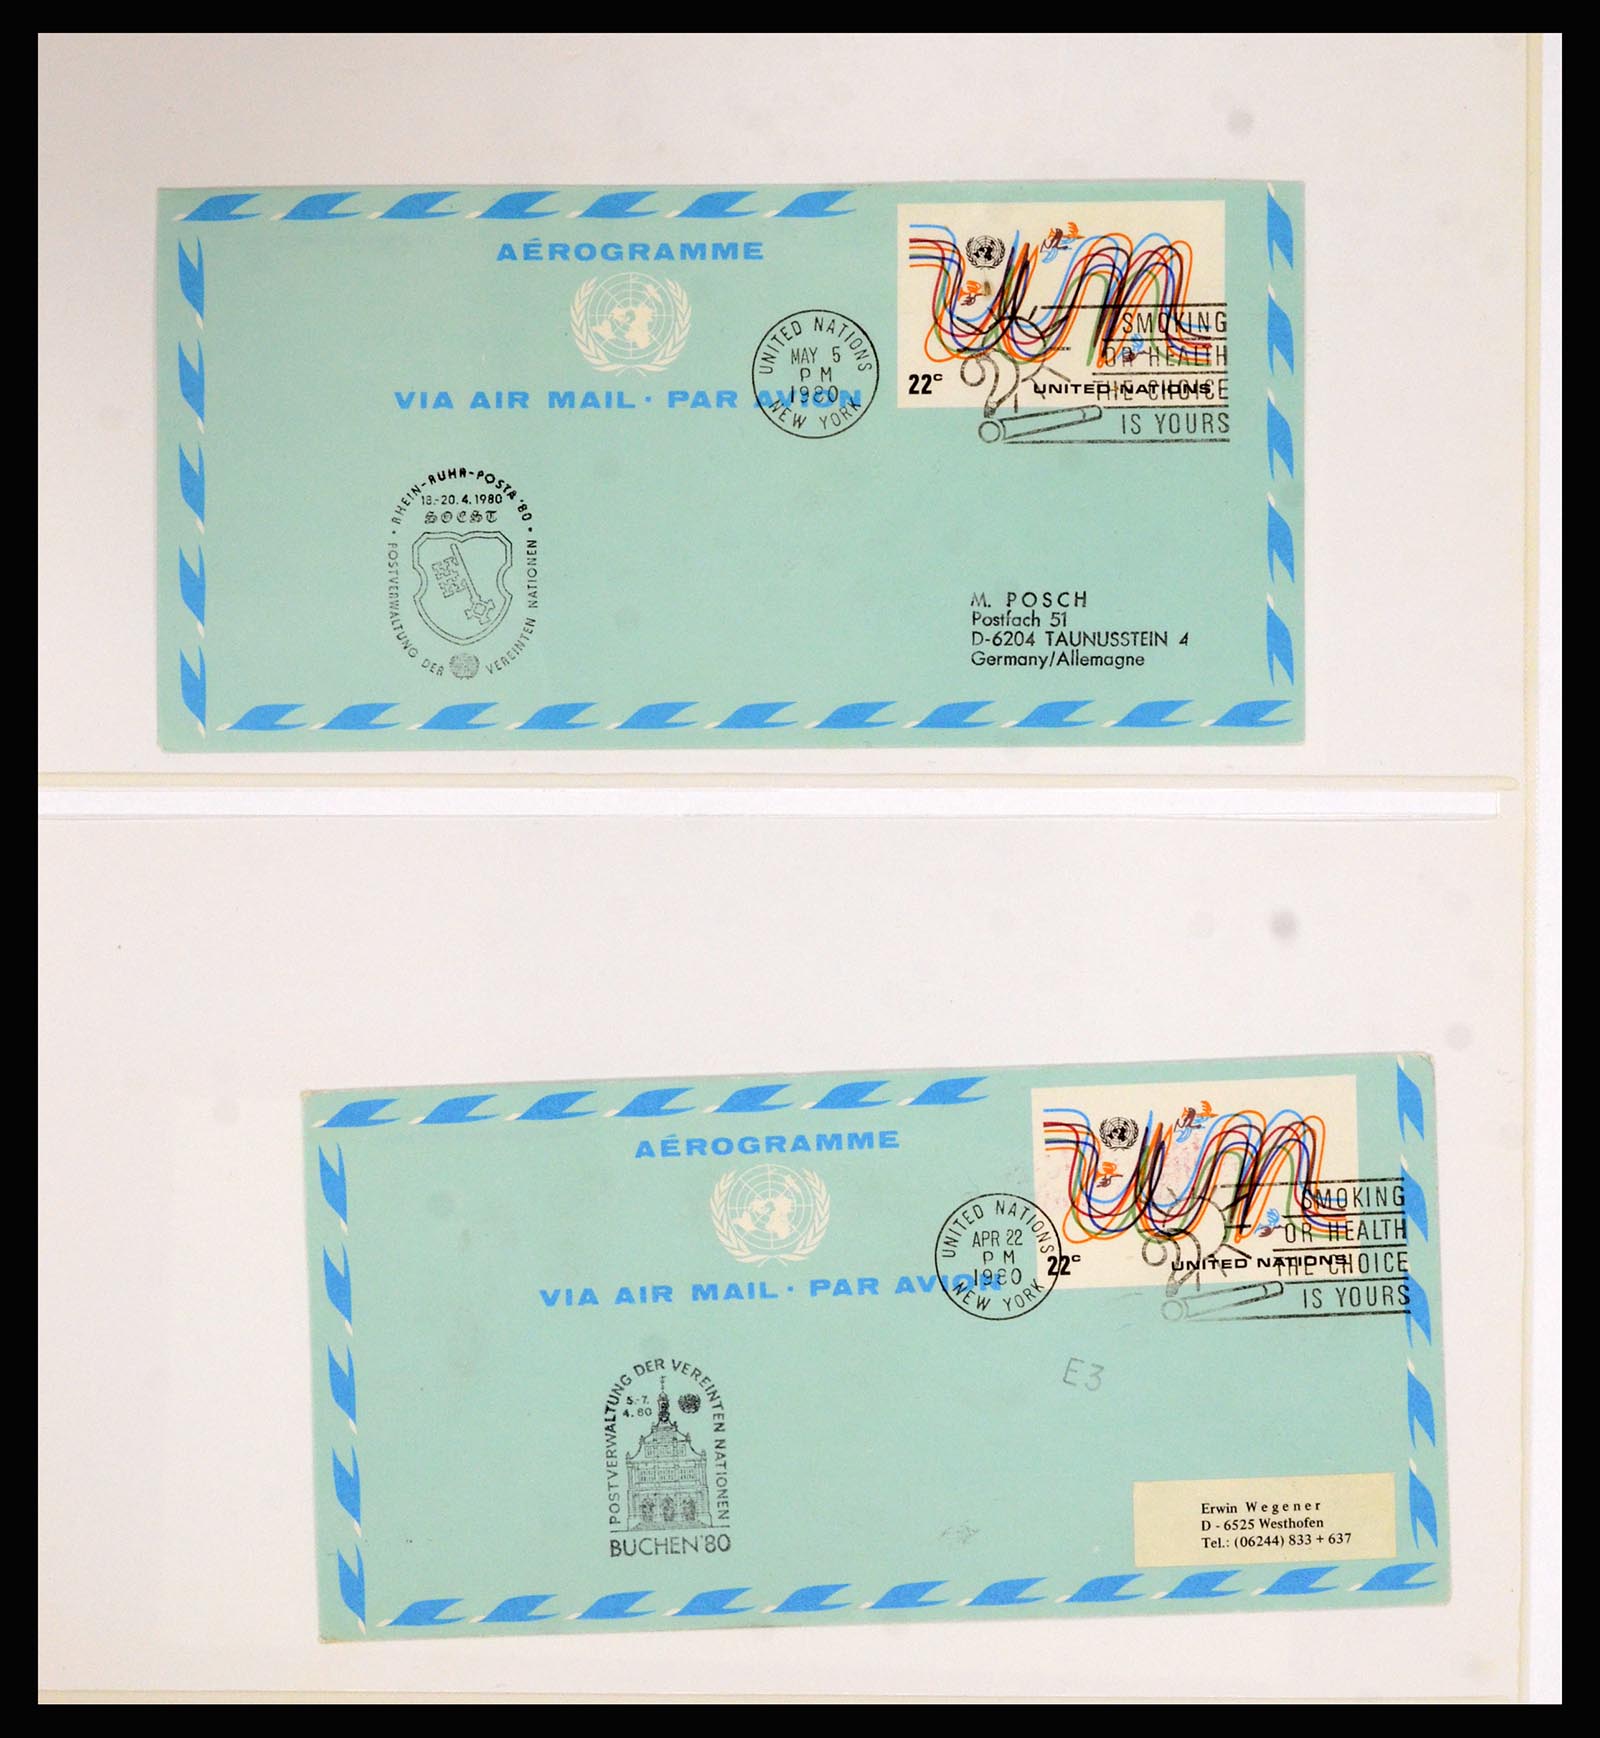 AÉROGRAMME
VIA AIR MAIL · PAR AVION
UNITED NATIONS
MAY 5
PM
1980
NEW YORK
22c
UNITED NATIONS
SMOKING
OR HEALTH
THE CHOICE
IS YOURS
RHEIN-RUHR-POSTA '80
18.-20.4.1980
SOEST
POSTVERWALTUNG DER VEREINTEN NATIONEN
M. POSCH
Postfach 51
D-6204 TAUNUSSTEIN 4
Germany/Allemagne
AÉROGRAMME
VIA AIR MAIL · PAR AVION
UNITED NATIONS
APR 22
PM
1980
NEW YORK
22c
UNITED NATIONS
SMOKING
OR HEALTH
THE CHOICE
IS YOURS
E3
POSTVERWALTUNG DER VEREINTEN NATIONEN
5.-7.
4.80
BUCHEN'80
Erwin Wegener
D - 6525 Westhofen
Tel.: (06244) 833 + 637